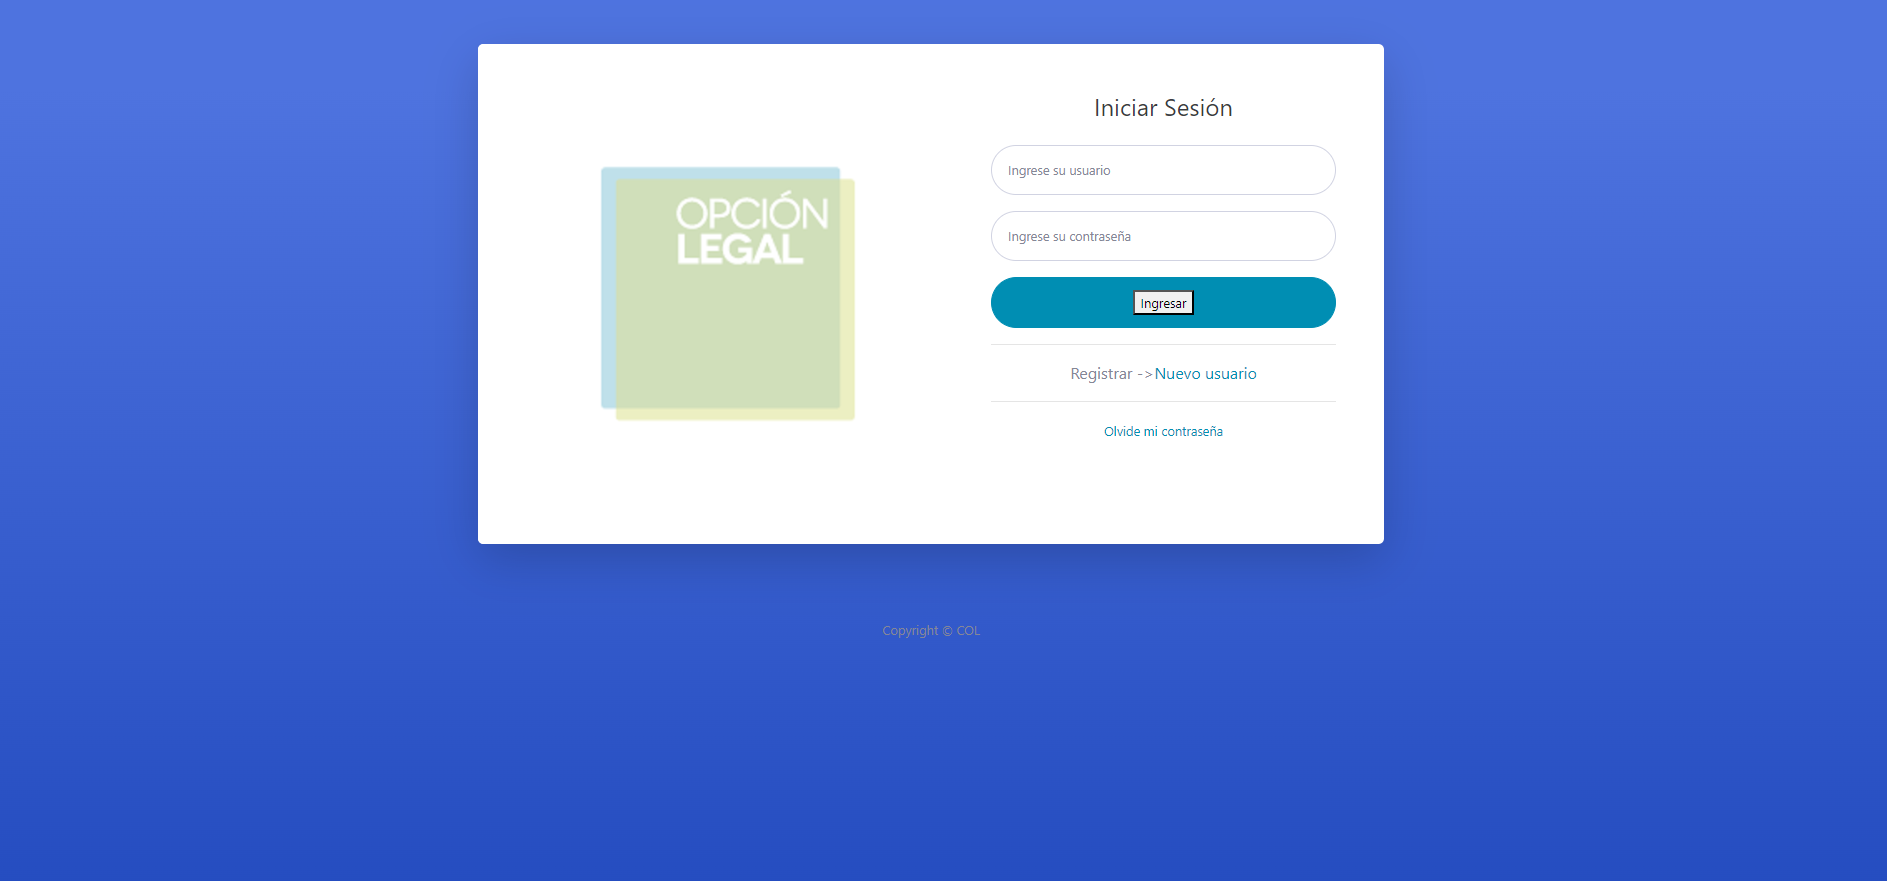 OPCIÓN
LEGAL
Iniciar Sesión
Ingrese su usuario
Ingrese su contraseña
Ingresar
Registrar ->Nuevo usuario
Olvide mi contraseña
Copyright © COL